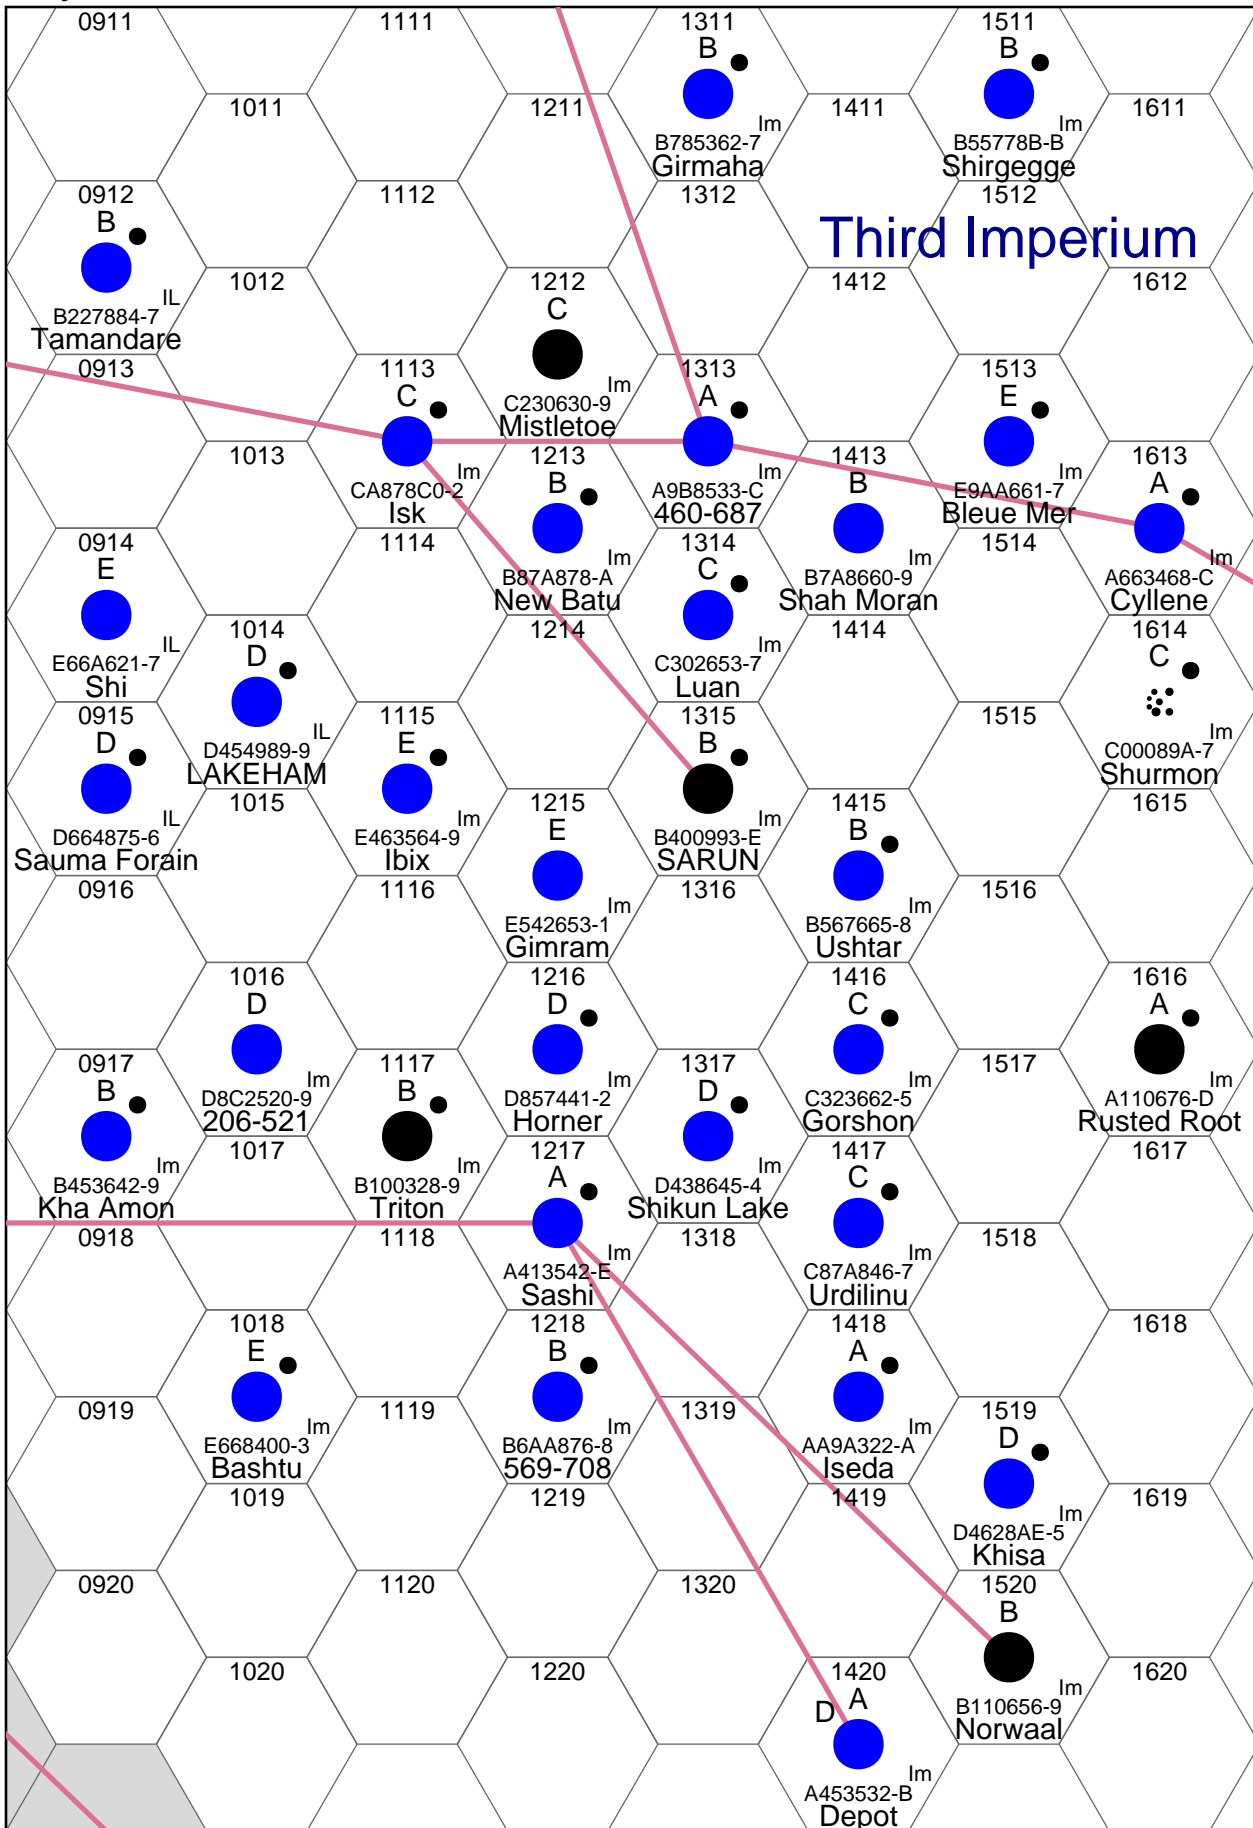 0911
1111
1311
B
B785362-7
Im
Girmaha
1511
B
B55778B-B
Im
Shirgegge
1011
1211
1411
1611
0912
B
B227884-7
IL
Tamandare
1112
1312
1512
Third Imperium
1012
1212
C
C230630-9
Im
Mistletoe
1412
1612
0913
1113
C
CA878C0-2
Im
Isk
1313
A
A9B8533-C
Im
460-687
1513
E
E9AA661-7
Im
Bleue Mer
1013
1213
B
B87A878-A
Im
New Batu
1413
B
B7A8660-9
Im
Shah Moran
1613
A
A663468-C
Im
Cyllene
0914
E
E66A621-7
IL
Shi
1114
1314
C
C302653-7
Im
Luan
1514
1014
D
D454989-9
IL
LAKEHAM
1214
1414
1614
C
C00089A-7
Im
Shurmon
0915
D
D664875-6
IL
Sauma Forain
1115
E
E463564-9
Im
Ibix
1315
B
B400993-E
Im
SARUN
1515
1015
1215
E
E542653-1
Im
Gimram
1415
B
B567665-8
Im
Ushtar
1615
0916
1116
1316
1516
1016
D
D8C2520-9
Im
206-521
1216
D
D857441-2
Im
Horner
1416
C
C323662-5
Im
Gorshon
1616
A
A110676-D
Im
Rusted Root
0917
B
B453642-9
Im
Kha Amon
1117
B
B100328-9
Im
Triton
1317
D
D438645-4
Im
Shikun Lake
1517
1017
1217
A
A413542-E
Im
Sashi
1417
C
C87A846-7
Im
Urdilinu
1617
0918
1118
1318
1518
1018
E
E668400-3
Im
Bashtu
1218
B
B6AA876-8
Im
569-708
1418
A
AA9A322-A
Im
Iseda
1618
0919
1119
1319
1519
D
D4628AE-5
Im
Khisa
1019
1219
1419
1619
0920
1120
1320
1520
B
B110656-9
Im
Norwaal
1020
1220
1420
A
D
A453532-B
Im
Depot
1620